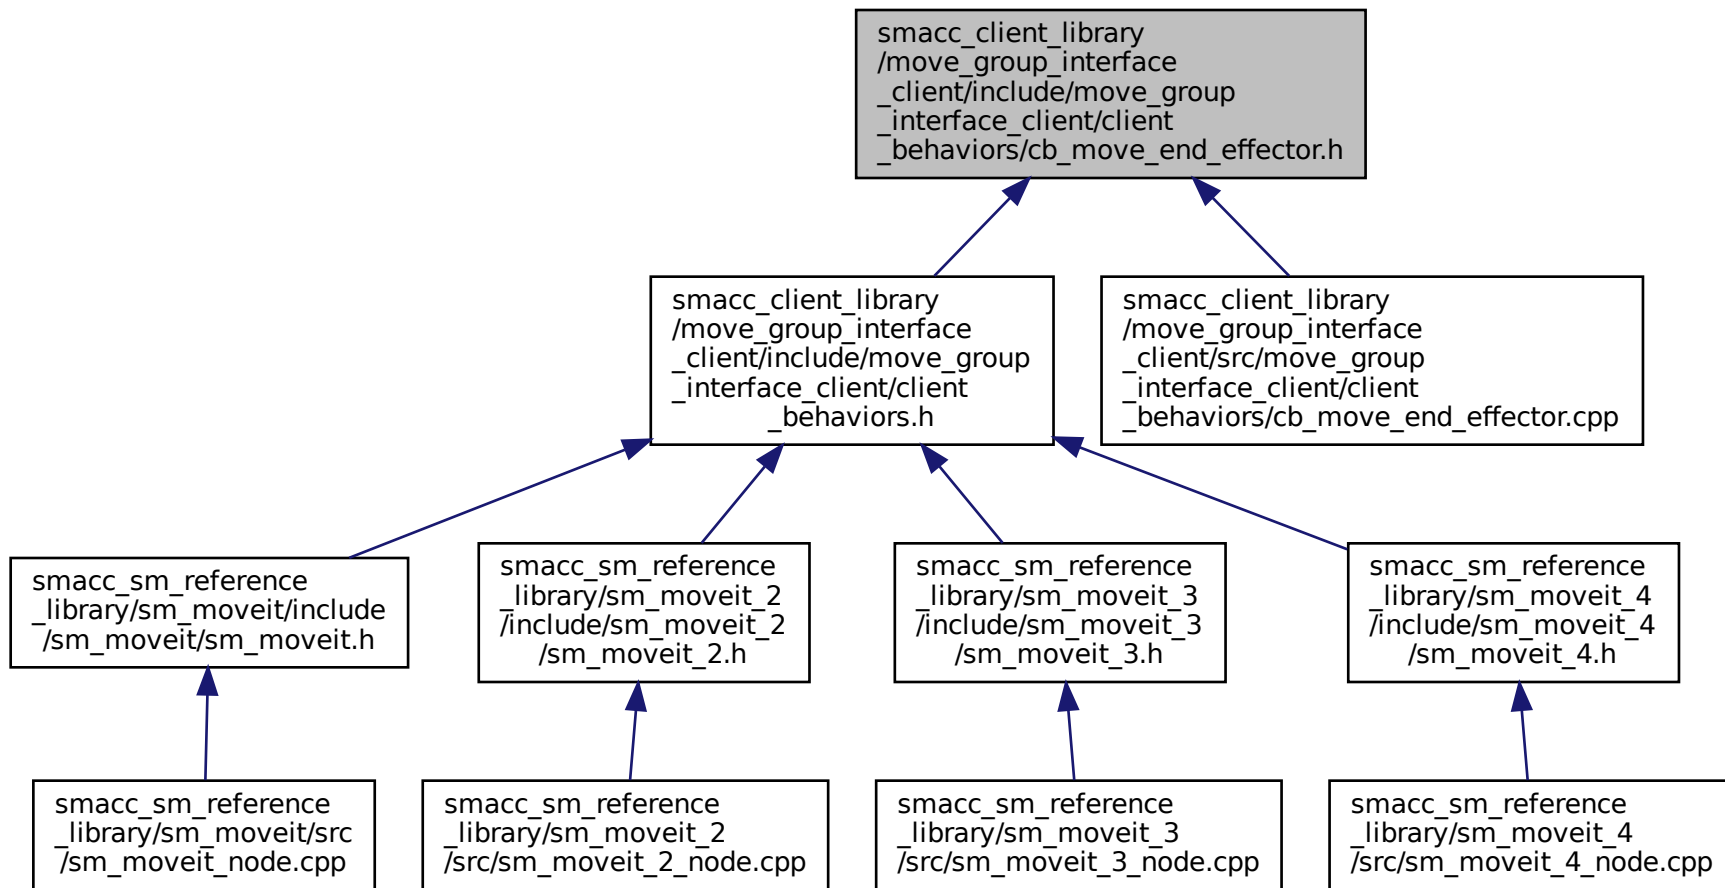 smacc_client_library
/move_group_interface
_client/include/move_group
_interface_client/client
_behaviors/cb_move_end_effector.h
smacc_client_library
/move_group_interface
_client/include/move_group
_interface_client/client
_behaviors.h
smacc_client_library
/move_group_interface
_client/src/move_group
_interface_client/client
_behaviors/cb_move_end_effector.cpp
smacc_sm_reference
_library/sm_moveit/include
/sm_moveit/sm_moveit.h
smacc_sm_reference
_library/sm_moveit_2
/include/sm_moveit_2
/sm_moveit_2.h
smacc_sm_reference
_library/sm_moveit_3
/include/sm_moveit_3
/sm_moveit_3.h
smacc_sm_reference
_library/sm_moveit_4
/include/sm_moveit_4
/sm_moveit_4.h
smacc_sm_reference
_library/sm_moveit/src
/sm_moveit_node.cpp
smacc_sm_reference
_library/sm_moveit_2
/src/sm_moveit_2_node.cpp
smacc_sm_reference
_library/sm_moveit_3
/src/sm_moveit_3_node.cpp
smacc_sm_reference
_library/sm_moveit_4
/src/sm_moveit_4_node.cpp